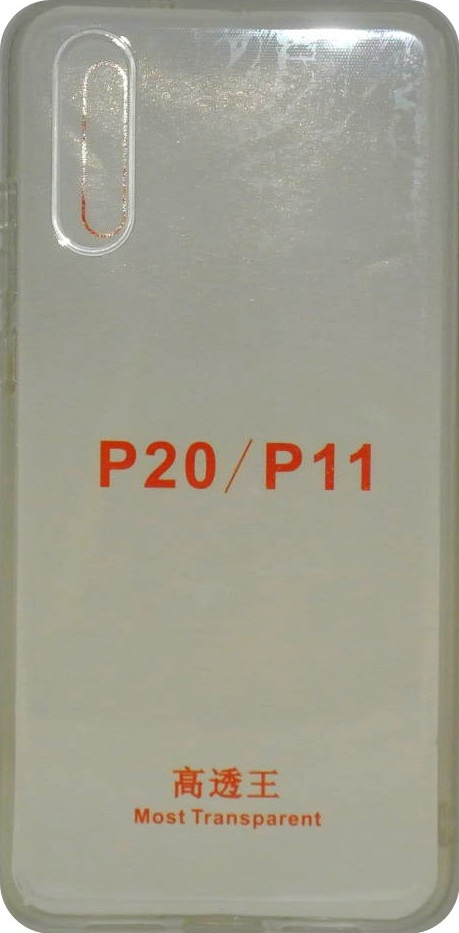 P20/P11
高透王
Most Transparent